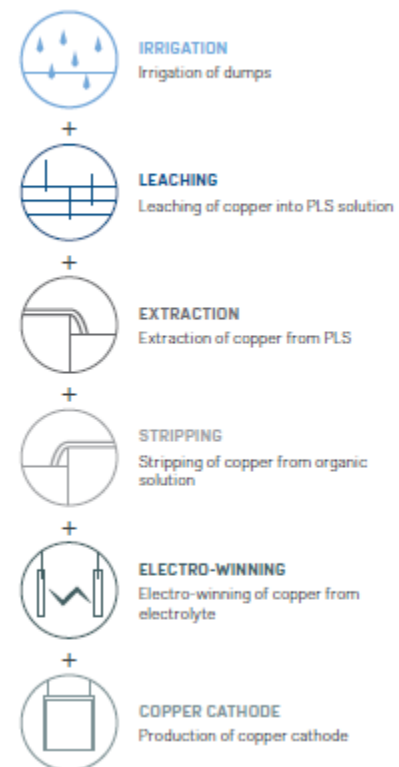 IRRIGATION
Irrigation of dumps
+
LEACHING
Leaching of copper into PLS solution
+
EXTRACTION
Extraction of copper from PLS
+
STRIPPING
Stripping of copper from organic
solution
+
ELECTRO-WINNING
Electro-winning of copper from
electrolyte
+
COPPER CATHODE
Production of copper cathode